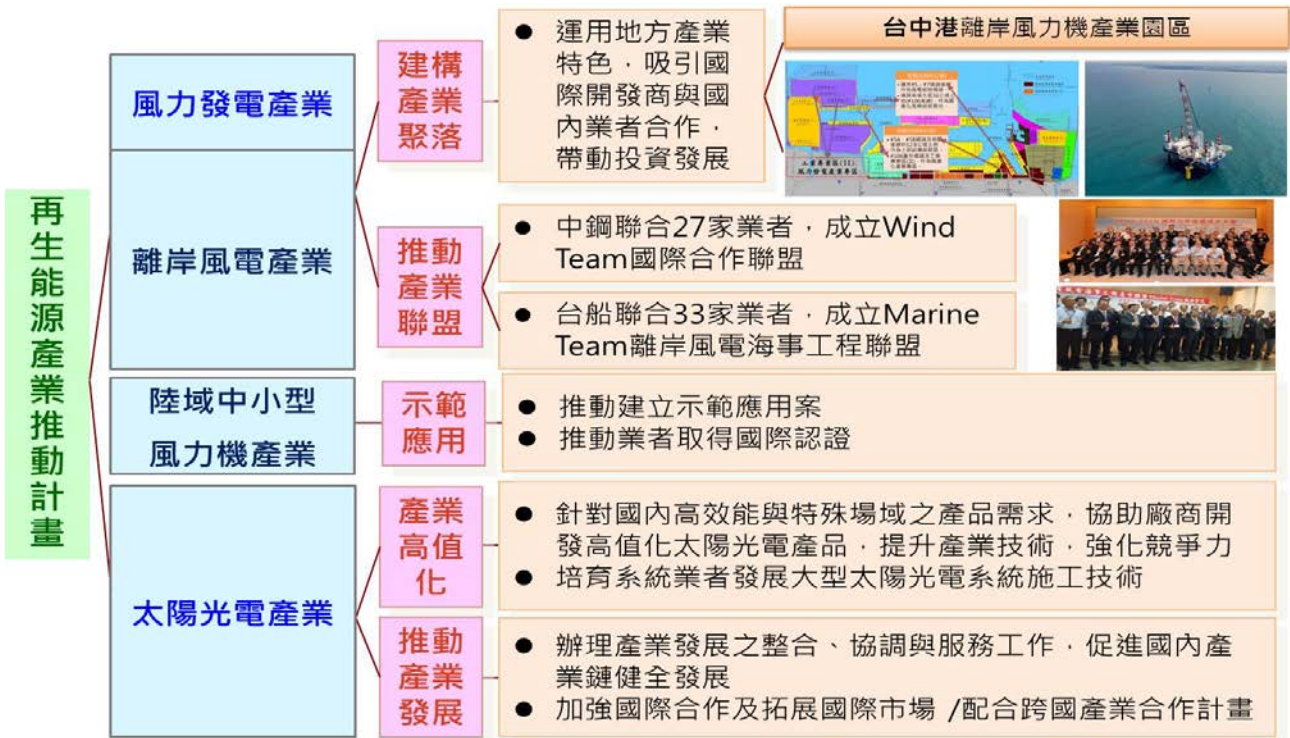 再生能源產業推動計畫
風力發電產業
離岸風電產業
建構
產業
聚落
● 運用地方產業
特色，吸引國
際開發商與國
內業者合作，
帶動投資發展
台中港離岸風力機產業園區
工業專業區(II)
風力發電產業專區
推動
產業
聯盟
● 中鋼聯合27家業者，成立Wind
Team國際合作聯盟
● 台船聯合33家業者，成立Marine
Team離岸風電海事工程聯盟
陸域中小型
風力機產業
示範
應用
● 推動建立示範應用案
● 推動業者取得國際認證
太陽光電產業
產業
高值
化
● 針對國內高效能與特殊場域之產品需求，協助廠商開
發高值化太陽光電產品，提升產業技術，強化競爭力
● 培育系統業者發展大型太陽光電系統施工技術
推動
產業
發展
● 辦理產業發展之整合、協調與服務工作，促進國內產
業鏈健全發展
● 加強國際合作及拓展國際市場 /配合跨國產業合作計畫